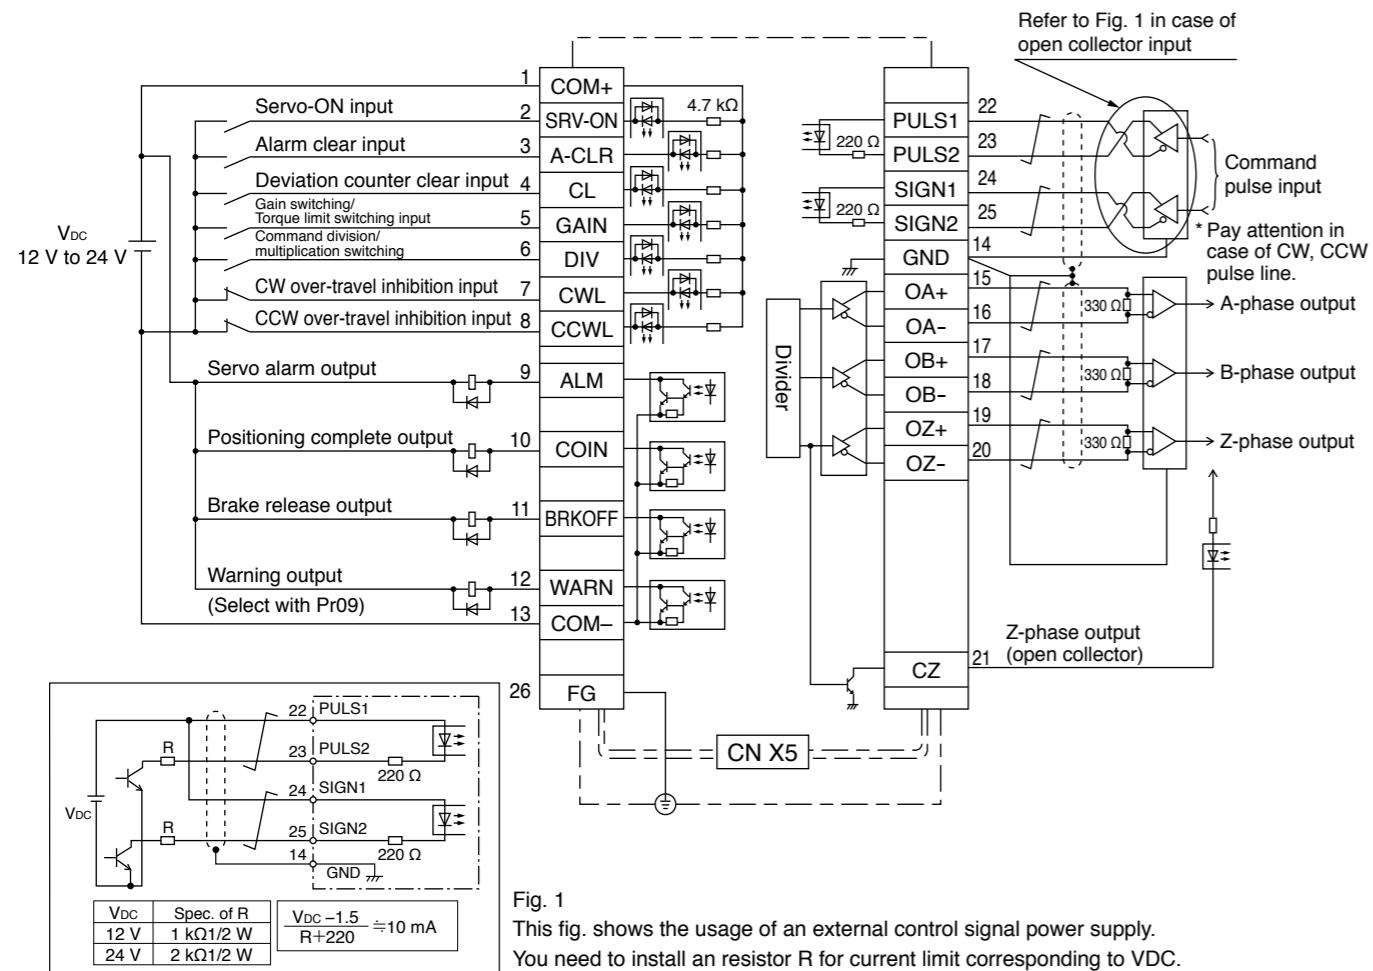 Refer to Fig. 1 in case of
open collector input
VDC
12 V to 24 V
Servo-ON input
Alarm clear input
Deviation counter clear input
Gain switching/
Torque limit switching input
Command division/
multiplication switching
CW over-travel inhibition input
CCW over-travel inhibition input
Servo alarm output
Positioning complete output
Brake release output
Warning output
(Select with Pr09)
1 COM+
2 SRV-ON
3 A-CLR
4 CL
5 GAIN
6 DIV
7 CWL
8 CCWL
9 ALM
10 COIN
11 BRKOFF
12 WARN
13 COM–
26 FG
4.7 kΩ
220 Ω
220 Ω
Divider
PULS1 22
PULS2 23
SIGN1 24
SIGN2 25
GND 14
OA+ 15
OA– 16
OB+ 17
OB– 18
OZ+ 19
OZ– 20
CZ 21
Command
pulse input
* Pay attention in
case of CW, CCW
pulse line.
330 Ω
A-phase output
330 Ω
B-phase output
330 Ω
Z-phase output
Z-phase output
(open collector)
CN X5
VDC
R
R
22 PULS1
23 PULS2
220 Ω
24 SIGN1
25 SIGN2
220 Ω
14
GND
VDC Spec. of R
12 V 1 kΩ1/2 W
24 V 2 kΩ1/2 W
VDC –1.5
R+220
≒10 mA
Fig. 1
This fig. shows the usage of an external control signal power supply.
You need to install an resistor R for current limit corresponding to VDC.